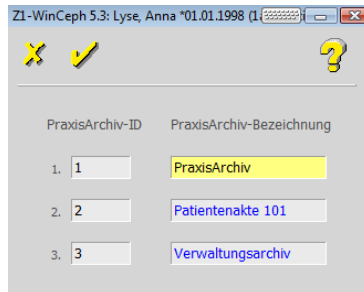 Z1-WinCeph 5.3: Lyse, Anna *01.01.1998
PraxisArchiv-ID PraxisArchiv-Bezeichnung
1. 1 PraxisArchiv
2. 2 Patientenakte 101
3. 3 Verwaltungsarchiv